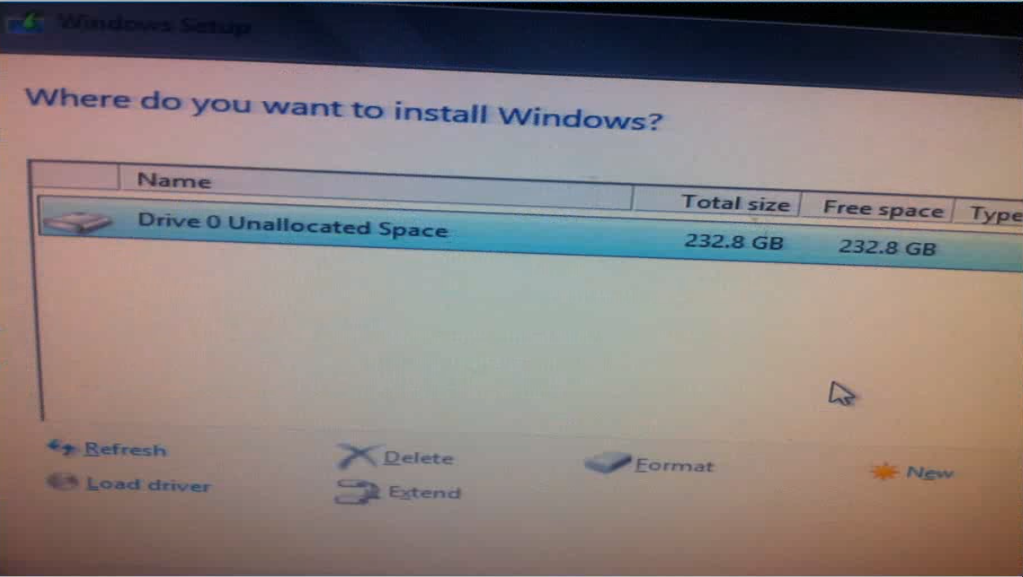 Windows Setup
Where do you want to install Windows?
Name Total size Free space Type
Drive 0 Unallocated Space 232.8 GB 232.8 GB
Refresh Delete Format New
Load driver Extend